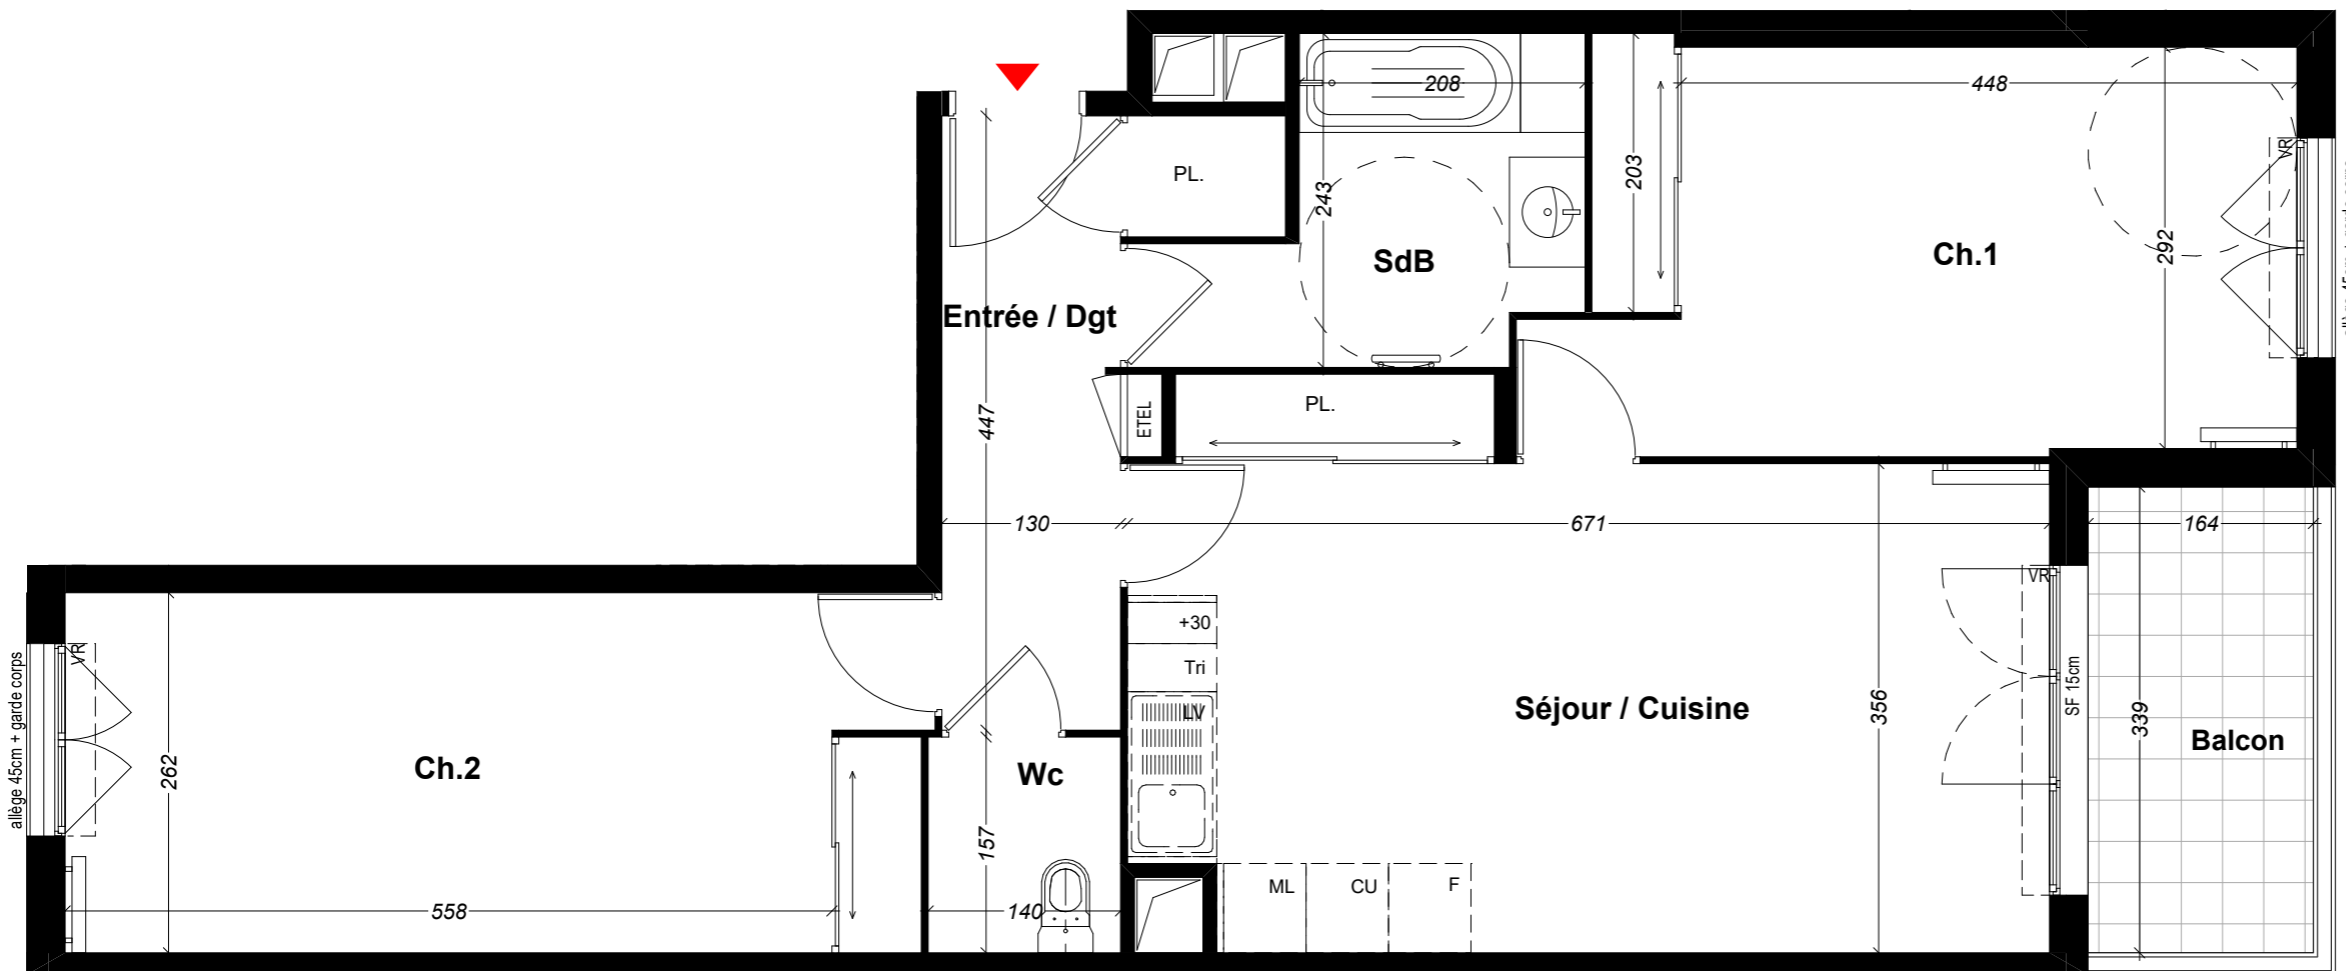 208
448
PL.
203
VR
243
SdB
292
Ch.1
Entrée / Dgt
447
ETEL
PL.
130
671
164
VR
+30
Tri
LV
allège 45cm + garde corps
VR
262
Ch.2
Séjour / Cuisine
356
SF 15cm
339
Balcon
Wc
157
ML
CU
F
558
140